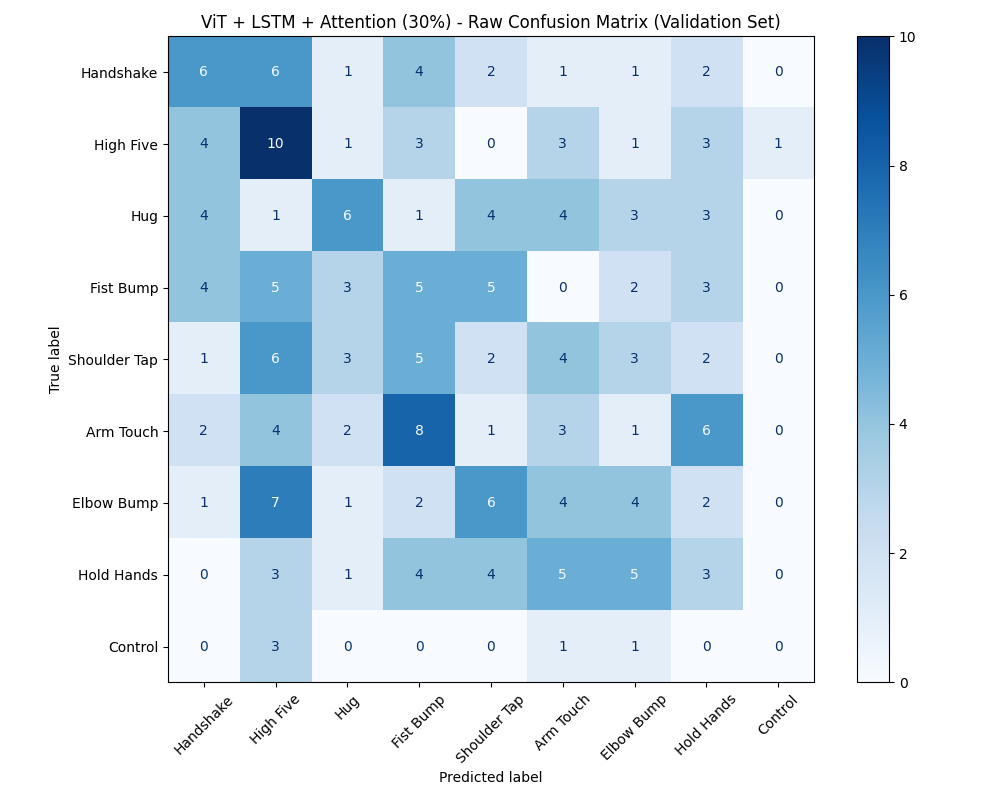 ViT + LSTM + Attention (30%) - Raw Confusion Matrix (Validation Set)
Handshake 6 6 1 4 2 1 1 2 0
High Five 4 10 1 3 0 3 1 3 1
Hug 4 1 6 1 4 4 3 3 0
Fist Bump 4 5 3 5 5 0 2 3 0
Shoulder Tap 1 6 3 5 2 4 3 2 0
Arm Touch 2 4 2 8 1 3 1 6 0
Elbow Bump 1 7 1 2 6 4 4 2 0
Hold Hands 0 3 1 4 4 5 5 3 0
Control 0 3 0 0 0 1 1 0 0
True label
Handshake High Five Hug Fist Bump Shoulder Tap Arm Touch Elbow Bump Hold Hands Control
Predicted label
10
8
6
4
2
0